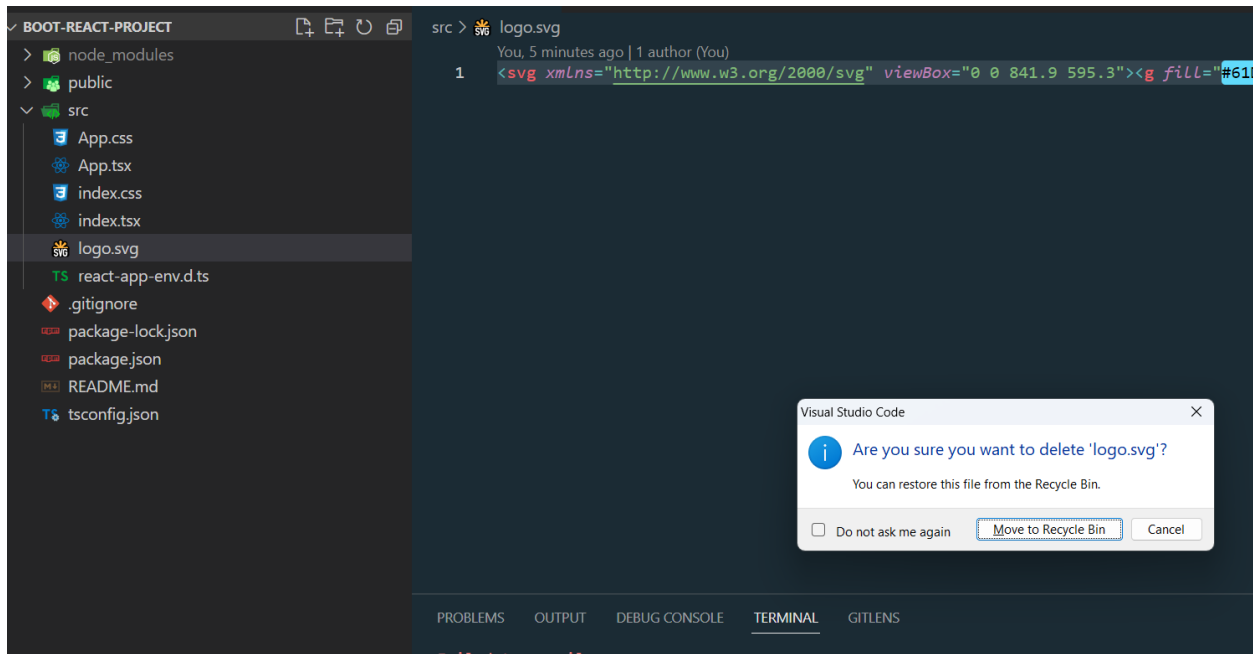 BOOT-REACT-PROJECT
node_modules
public
src
App.css
App.tsx
index.css
index.tsx
logo.svg
TS react-app-env.d.ts
.gitignore
package-lock.json
package.json
README.md
tsconfig.json
src > logo.svg
You, 5 minutes ago | 1 author (You)
1 <svg xmlns="http://www.w3.org/2000/svg" viewBox="0 0 841.9 595.3"><g fill="#61
Visual Studio Code
Are you sure you want to delete 'logo.svg'?
You can restore this file from the Recycle Bin.
Do not ask me again
Move to Recycle Bin
Cancel
PROBLEMS OUTPUT DEBUG CONSOLE TERMINAL GITLENS